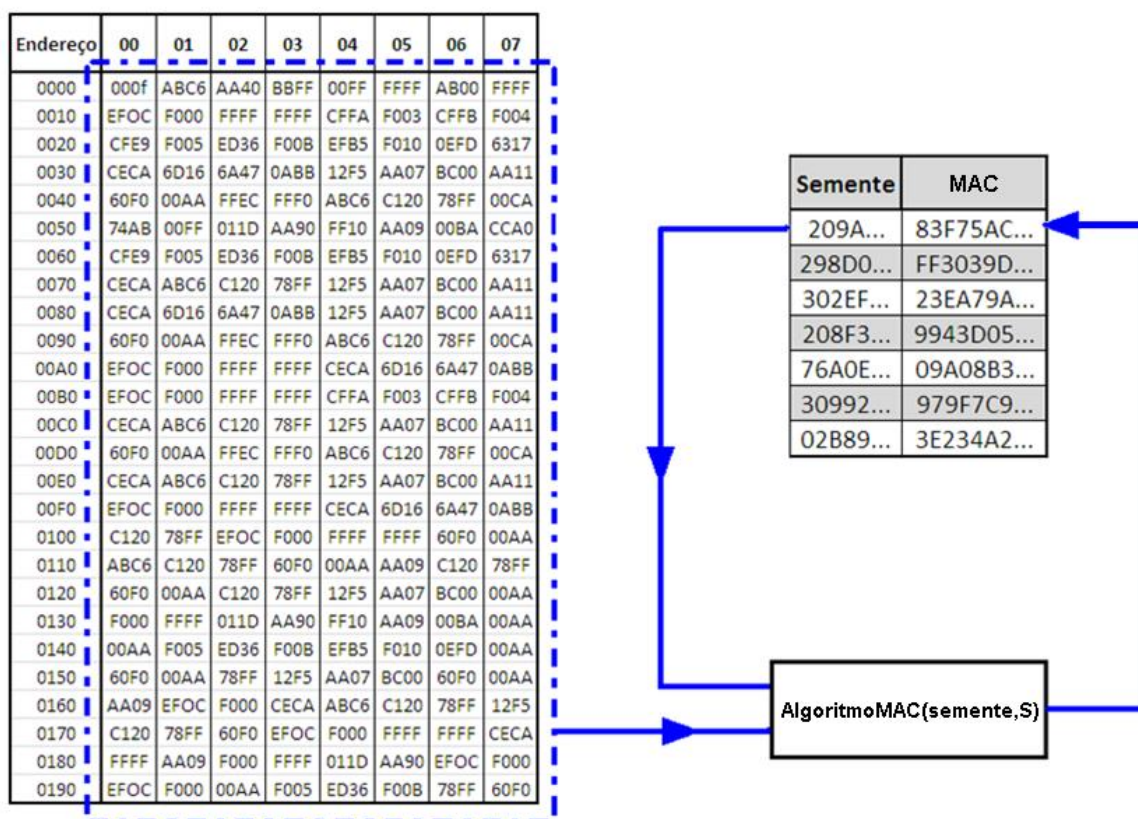 Endereço 00 01 02 03 04 05 06 07
0000 000f ABC6 AA40 BBFF 00FF FFFF AB00 FFFF
0010 EFOC F000 FFFF FFFF CFFA F003 CFFB F004
0020 CFE9 F005 ED36 F00B EFB5 F010 0EFD 6317
0030 CECA 6D16 6A47 0ABB 12F5 AA07 BC00 AA11
0040 60F0 00AA FFEC FFF0 ABC6 C120 78FF 00CA
0050 74AB 00FF 011D AA90 FF10 AA09 00BA CCA0
0060 CFE9 F005 ED36 F00B EFB5 F010 0EFD 6317
0070 CECA ABC6 C120 78FF 12F5 AA07 BC00 AA11
0080 CECA 6D16 6A47 0ABB 12F5 AA07 BC00 AA11
0090 60F0 00AA FFEC FFF0 ABC6 C120 78FF 00CA
00A0 EFOC F000 FFFF FFFF CECA 6D16 6A47 0ABB
00B0 EFOC F000 FFFF FFFF CFFA F003 CFFB F004
00C0 CECA ABC6 C120 78FF 12F5 AA07 BC00 AA11
00D0 60F0 00AA FFEC FFF0 ABC6 C120 78FF 00CA
00E0 CECA ABC6 C120 78FF 12F5 AA07 BC00 AA11
00F0 EFOC F000 FFFF FFFF CECA 6D16 6A47 0ABB
0100 C120 78FF EFOC F000 FFFF FFFF 60F0 00AA
0110 ABC6 C120 78FF 60F0 00AA AA09 C120 78FF
0120 60F0 00AA C120 78FF 12F5 AA07 BC00 00AA
0130 F000 FFFF 011D AA90 FF10 AA09 00BA 00AA
0140 00AA F005 ED36 F00B EFB5 F010 0EFD 00AA
0150 60F0 00AA 78FF 12F5 AA07 BC00 60F0 00AA
0160 AA09 EFOC F000 CECA ABC6 C120 78FF 12F5
0170 C120 78FF 60F0 EFOC F000 FFFF FFFF CECA
0180 FFFF AA09 F000 FFFF 011D AA90 EFOC F000
0190 EFOC F000 00AA F005 ED36 F00B 78FF 60F0
Semente MAC
209A... 83F75AC...
298D0... FF3039D...
302EF... 23EA79A...
208F3... 9943D05...
76A0E... 09A08B3...
30992... 979F7C9...
02B89... 3E234A2...
AlgoritmoMAC(semente,S)